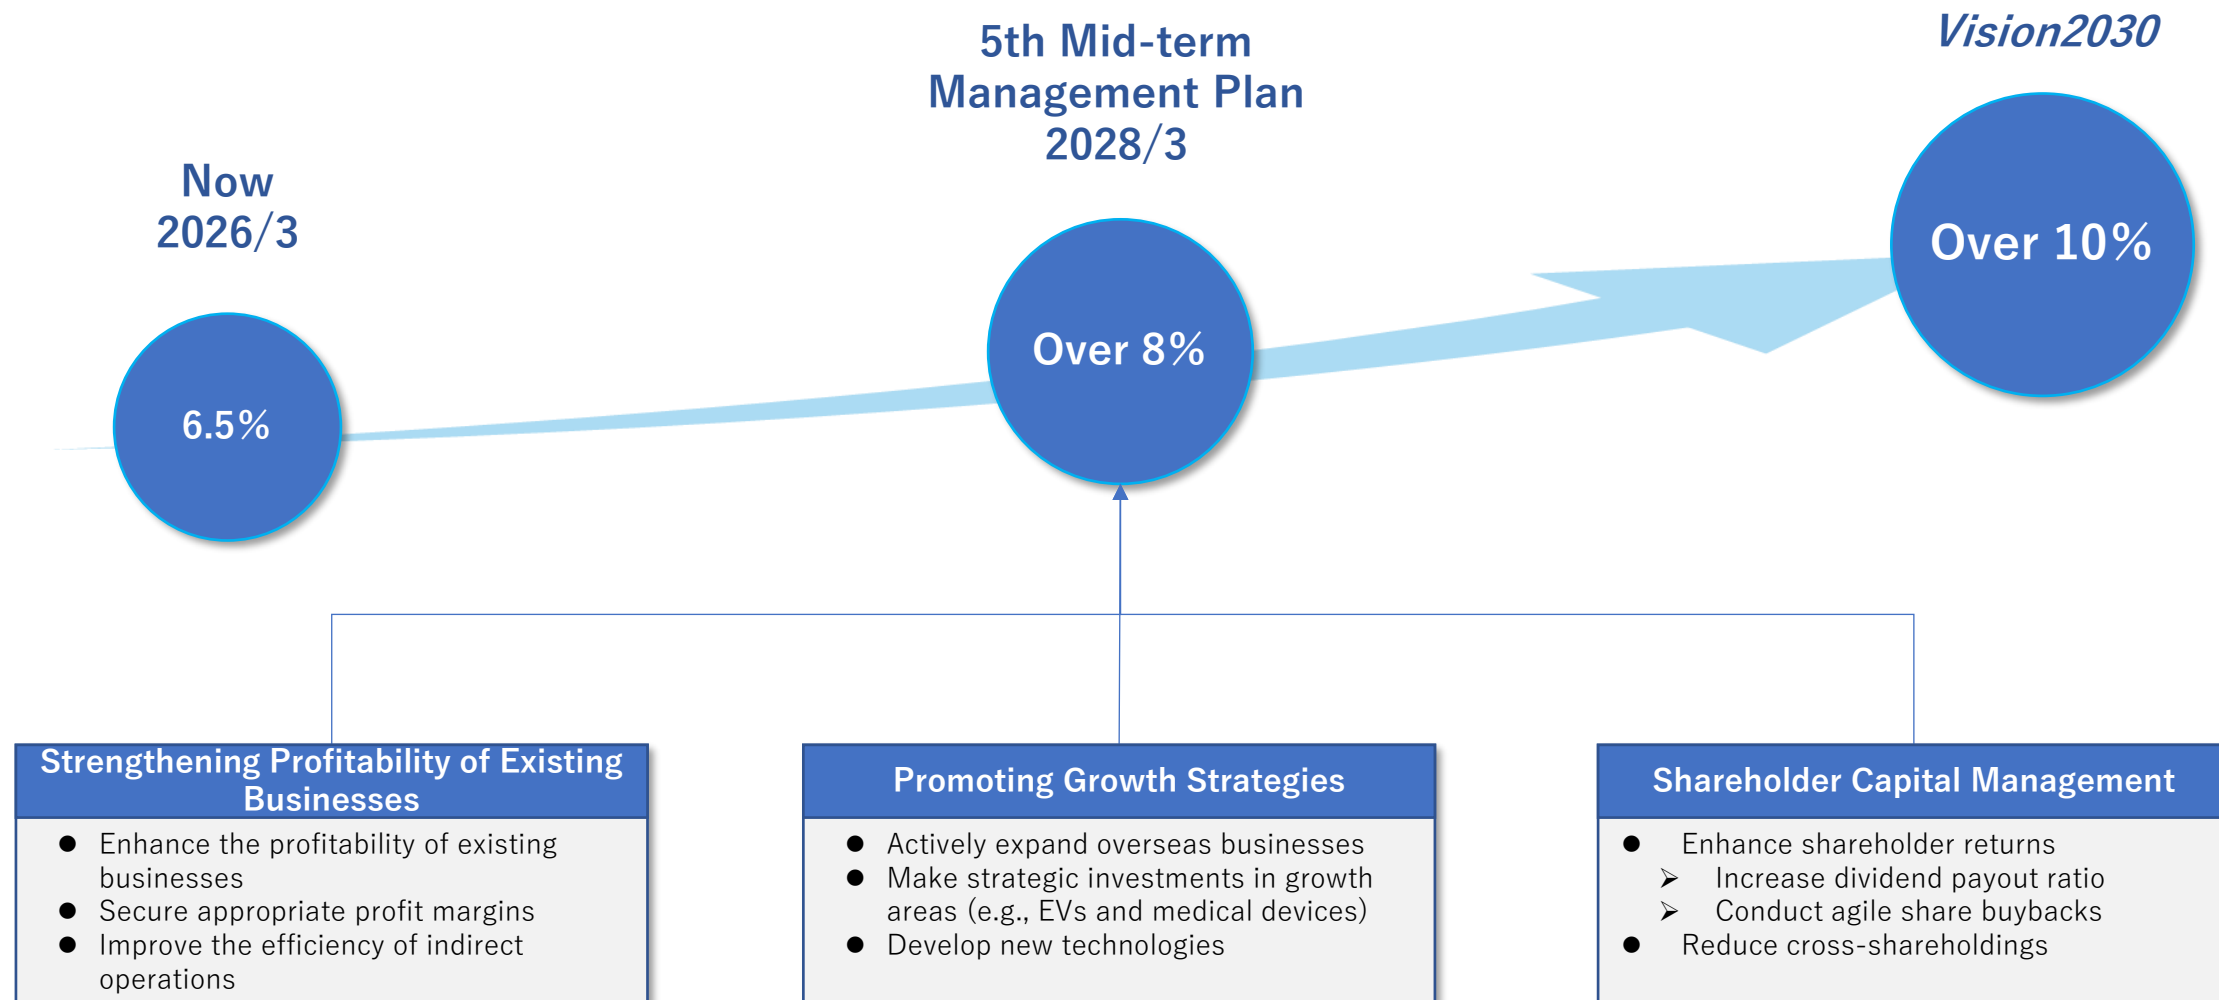 Vision2030
5th Mid-term
Management Plan
2028/3
Now
2026/3
Over 10%
Over 8%
6.5%
Strengthening Profitability of Existing
Businesses
● Enhance the profitability of existing
businesses
● Secure appropriate profit margins
● Improve the efficiency of indirect
operations
Promoting Growth Strategies
● Actively expand overseas businesses
● Make strategic investments in growth
areas (e.g., EVs and medical devices)
● Develop new technologies
Shareholder Capital Management
● Enhance shareholder returns
➢ Increase dividend payout ratio
➢ Conduct agile share buybacks
● Reduce cross-shareholdings